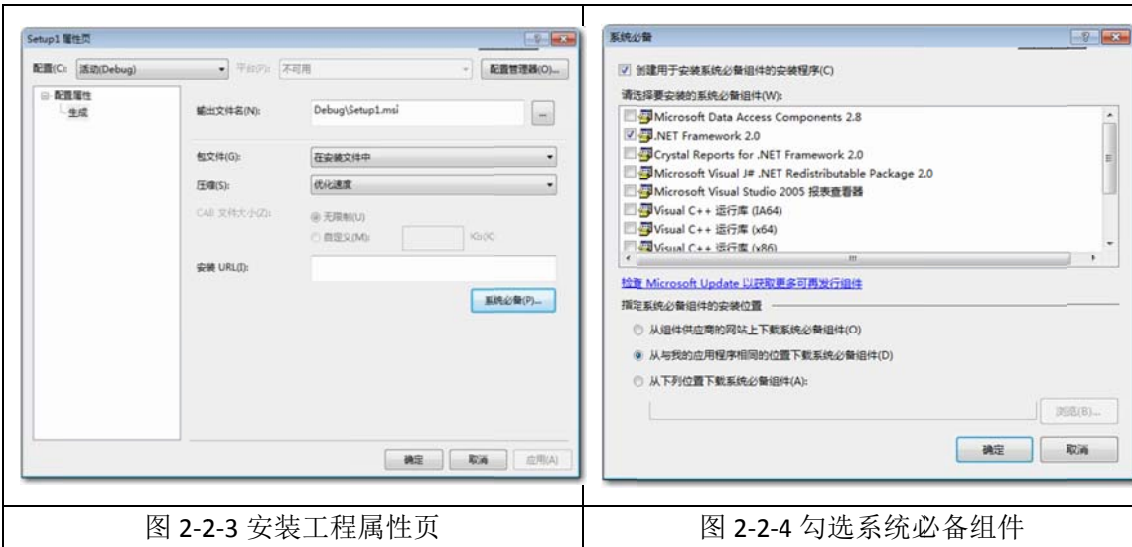 Setup1 属性页
配置(C): 活动(Debug) 平台(P): 不可用 配置管理器(O)...
配置属性
生成
输出文件名(N): Debug\Setup1.msi ...
包文件(G): 在安装文件中
压缩(S): 优化速度
CAB 文件大小(Z): 无限制(U)
自定义(M):
安装 URL(I):
系统必备(P)...
确定 取消 应用(A)
图 2-2-3 安装工程属性页
系统必备
创建用于安装系统必备组件的安装程序(C)
请选择要安装的系统必备组件(W):
Microsoft Data Access Components 2.8
.NET Framework 2.0
Crystal Reports for .NET Framework 2.0
Microsoft Visual J# .NET Redistributable Package 2.0
Microsoft Visual Studio 2005 报表查看器
Visual C++ 运行库 (IA64)
Visual C++ 运行库 (x64)
Visual C++ 运行库 (x86)
检查 Microsoft Update 以获取更多可再发行组件
指定系统必备组件的安装位置
从组件供应商的网站上下载系统必备组件(O)
从与我的应用程序相同的位置下载系统必备组件(D)
从下列位置下载系统必备组件(A):
浏览(B)...
确定 取消
图 2-2-4 勾选系统必备组件